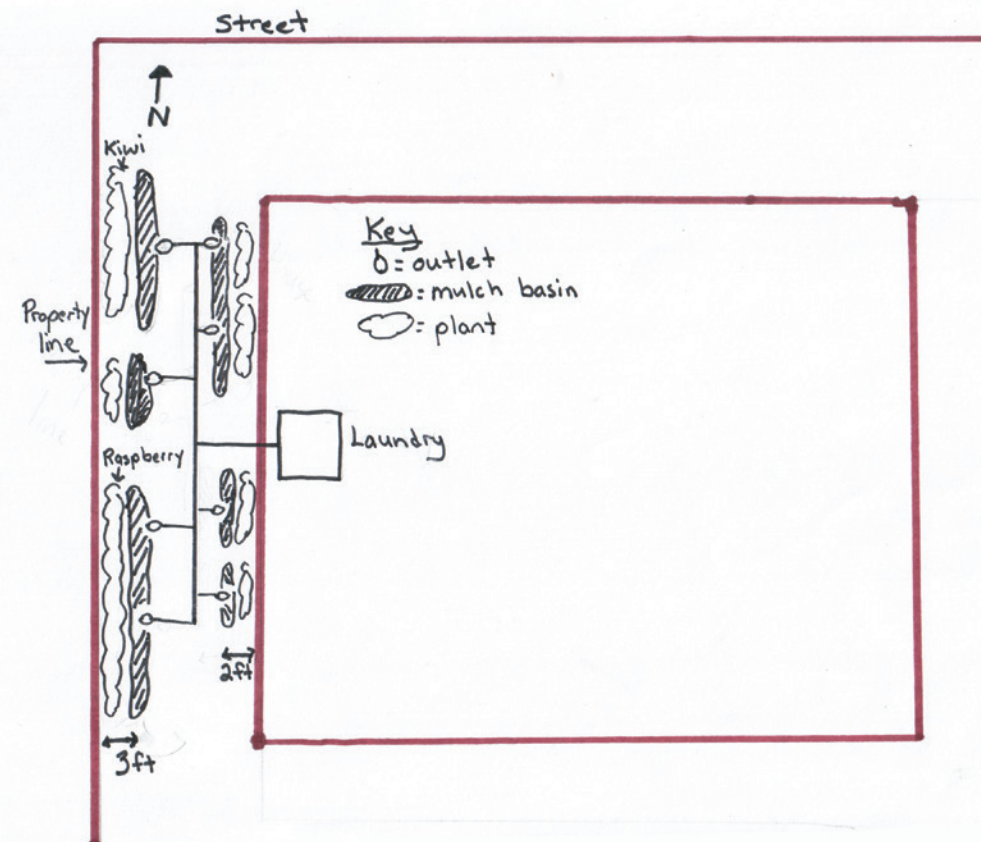 Street
N
Kiwi
Key
= outlet
= mulch basin
= plant
Property
line
Laundry
Raspberry
2ft
3ft